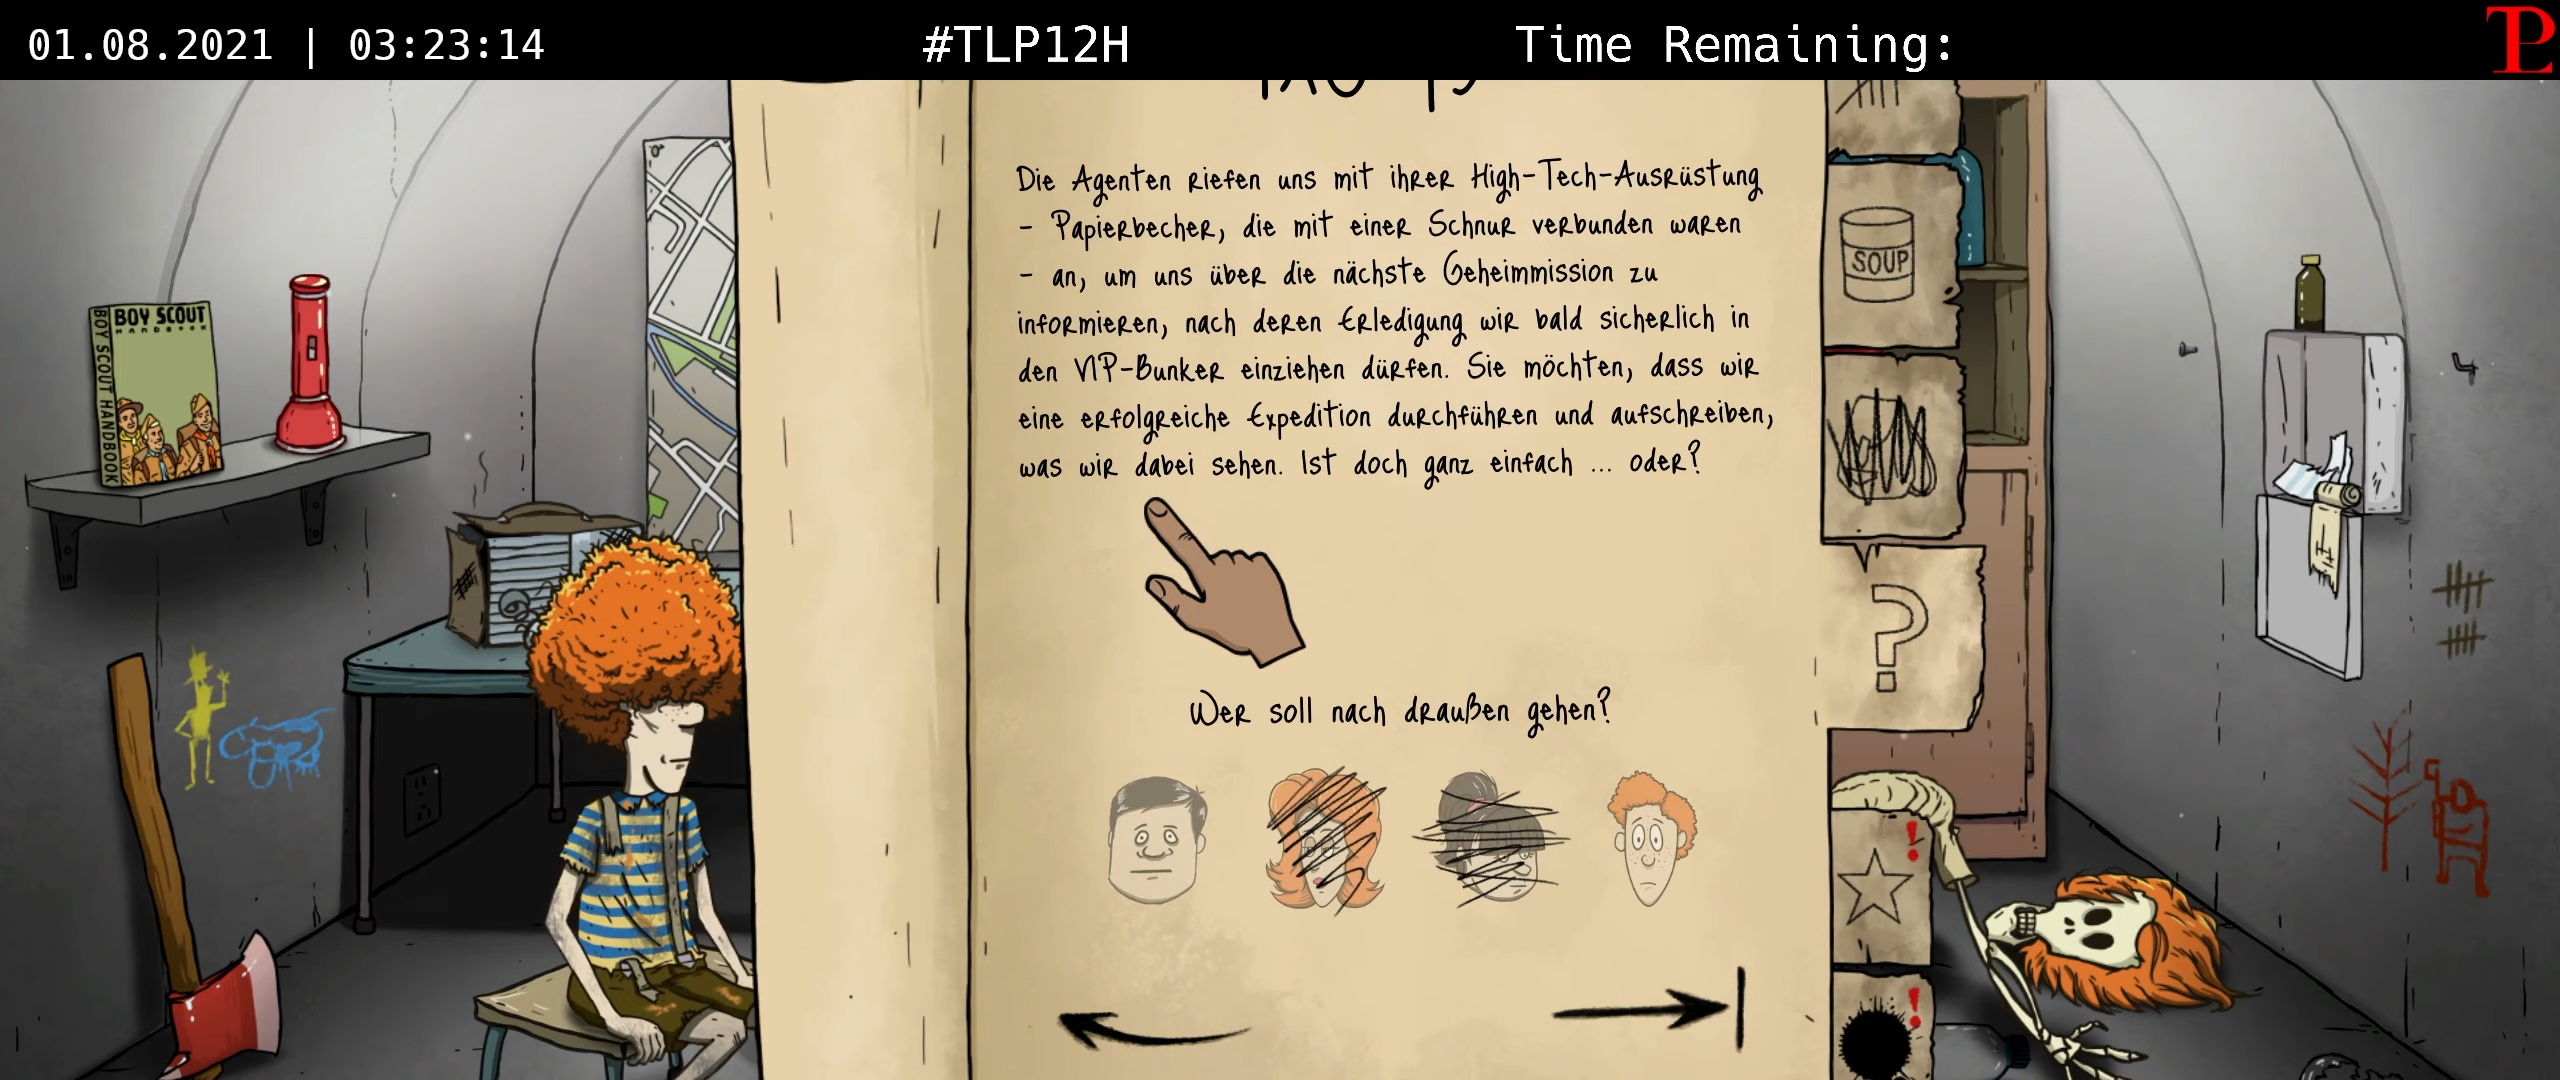 01.08.2021 | 03:23:14
#TLP12H
Time Remaining:
Die Agenten riefen uns mit ihrer High-Tech-Ausrüstung
- Papierbecher, die mit einer Schnur verbunden waren
- an, um uns über die nächste Geheimmission zu
informieren, nach deren Erledigung wir bald sicherlich in
den VIP-Bunker einziehen dürfen. Sie möchten, dass wir
eine erfolgreiche Expedition durchführen und aufschreiben,
was wir dabei sehen. Ist doch ganz einfach ... oder?
Wer soll nach draußen gehen?
BOY SCOUT
HANDBOOK
BOY SCOUT HANDBOOK
SOUP
?
!
!
TP